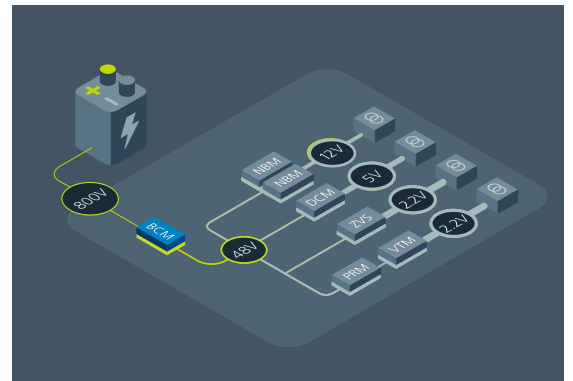 800V
BCM
48V
NBM
NBM
12V
DCM
5V
ZVS
2.2V
PRM
VTM
2.2V